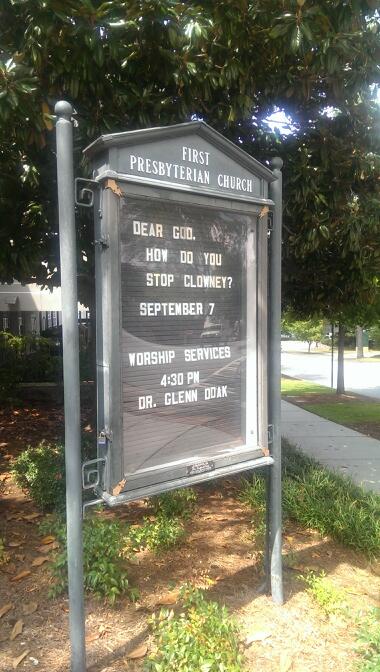 FIRST
PRESBYTERIAN CHURCH
DEAR GOD,
HOW DO YOU
STOP CLOWNEY?
SEPTEMBER 7
WORSHIP SERVICES
4:30 PM
DR. GLENN DOAK